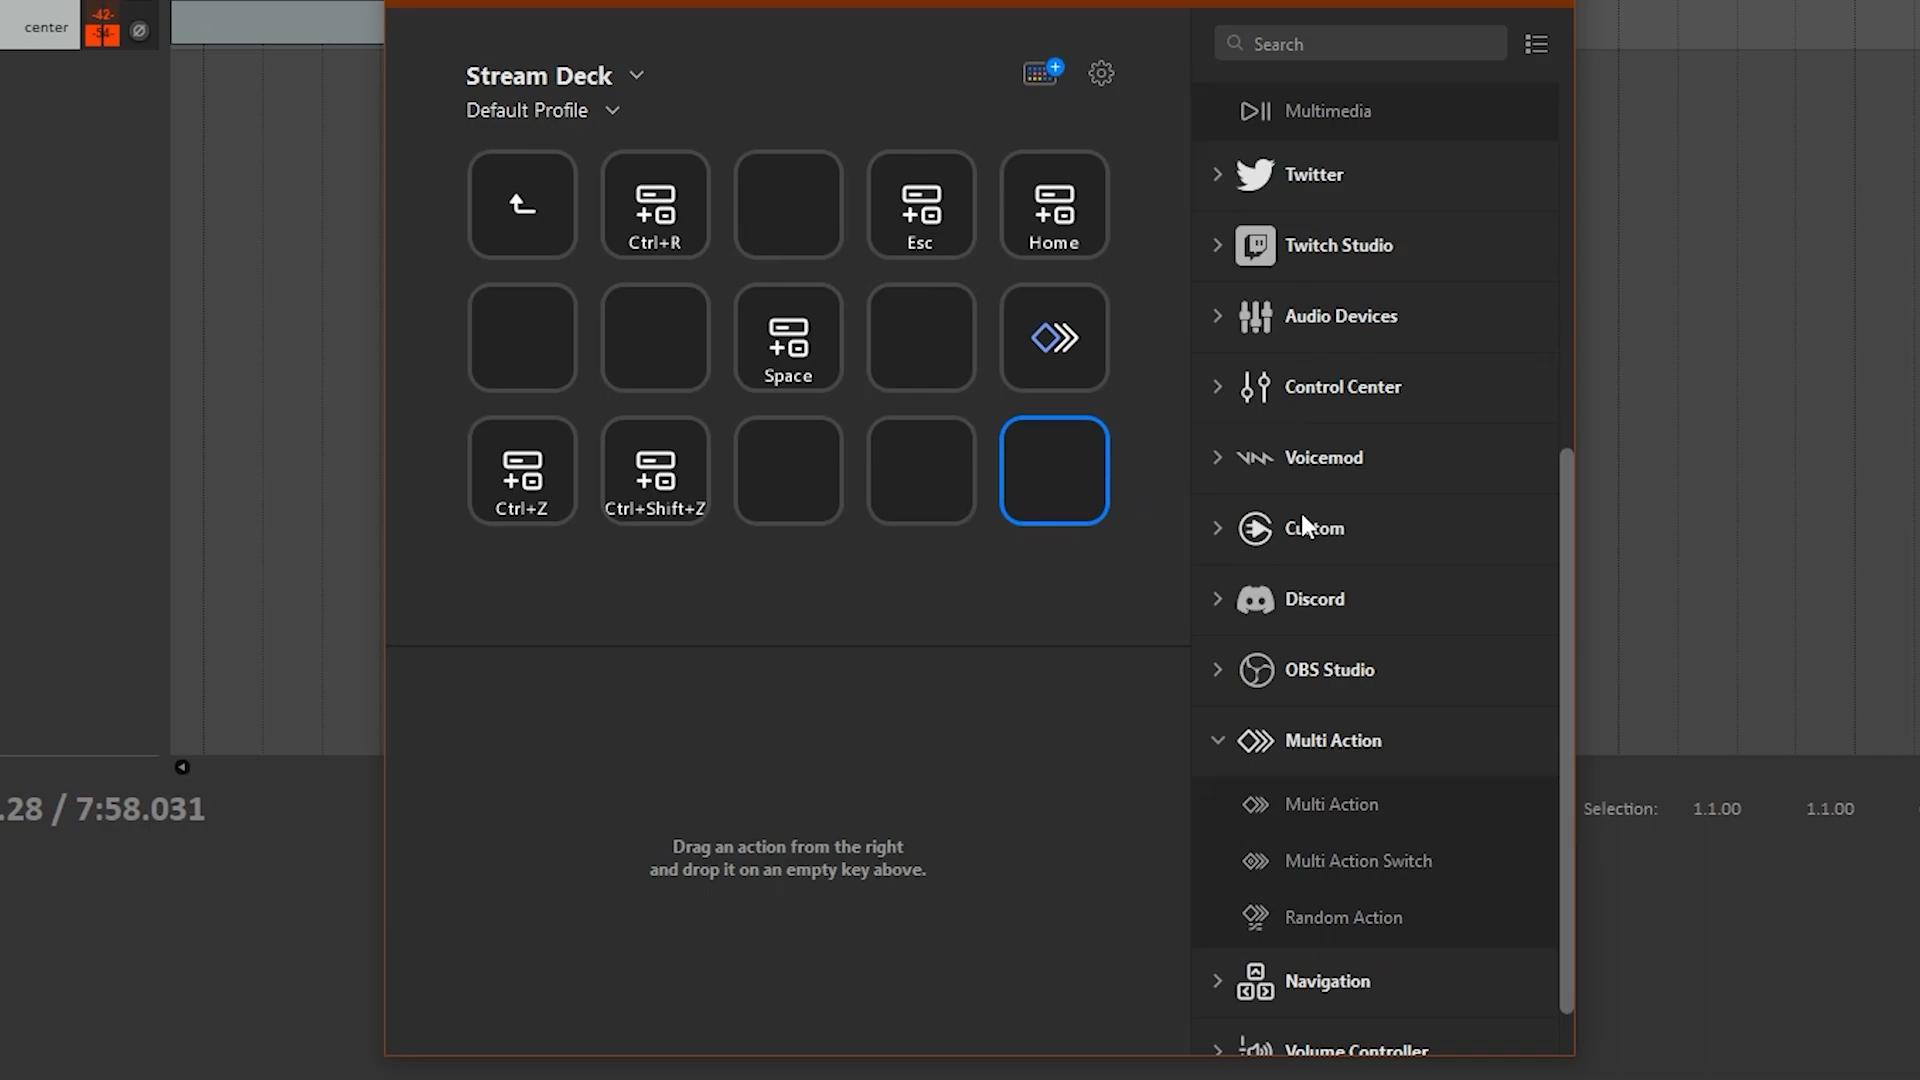 center
-42-
-54-
Stream Deck
Default Profile
Search
Multimedia
Ctrl+R
Esc
Home
Twitter
Twitch Studio
Space
Audio Devices
Control Center
Ctrl+Z
Ctrl+Shift+Z
Voicemod
Custom
Discord
OBS Studio
Multi Action
Multi Action
Multi Action Switch
Random Action
Navigation
Volume Controller
.28 / 7:58.031
Drag an action from the right
and drop it on an empty key above.
Selection: 1.1.00 1.1.00